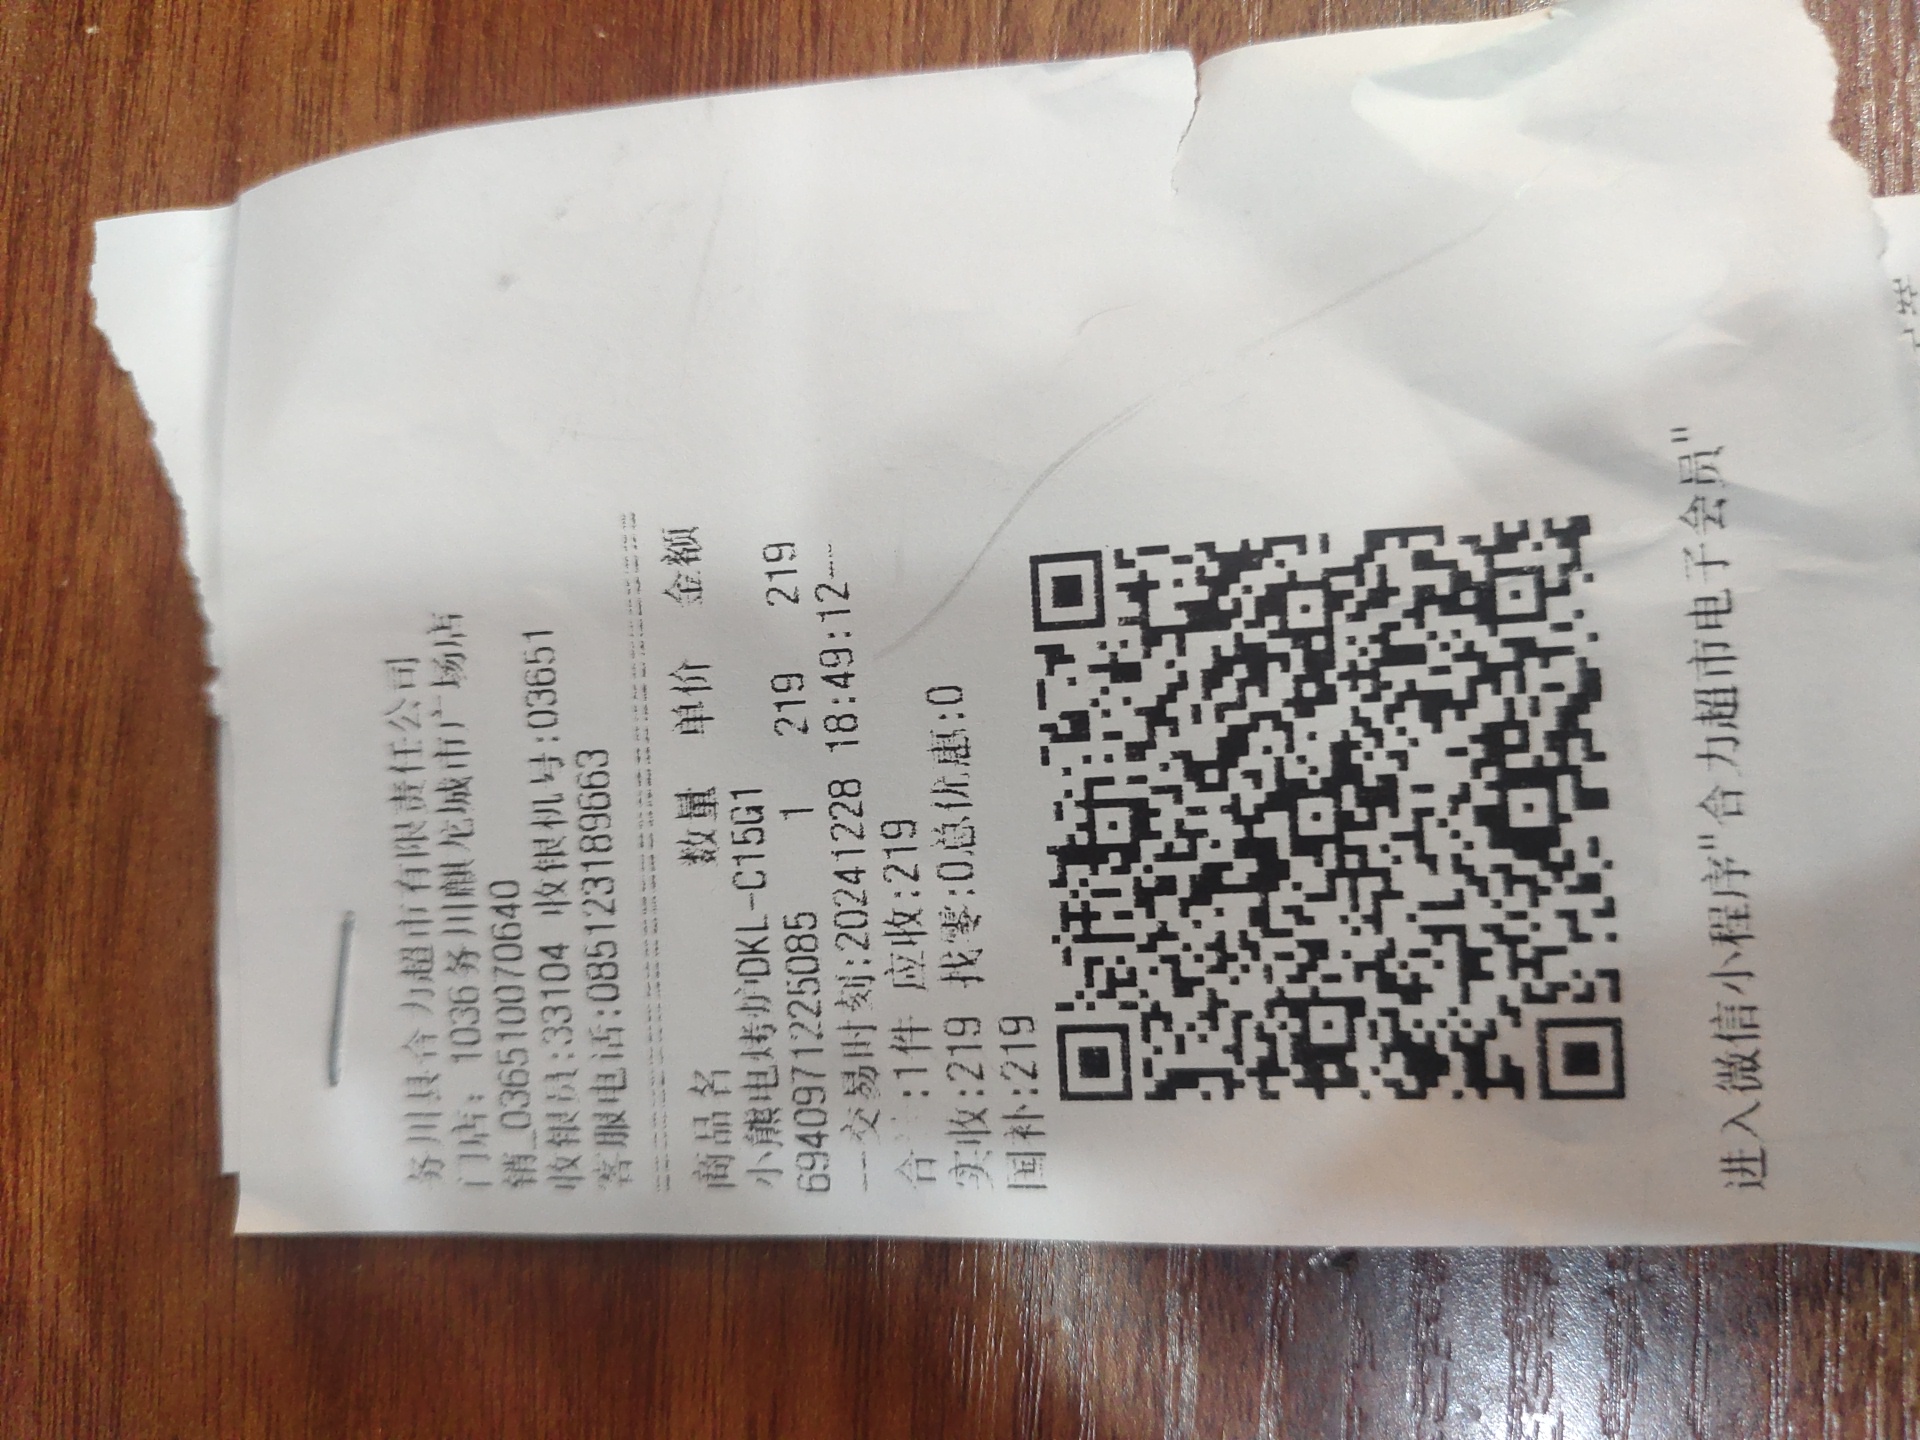 务川县合力超市有限责任公司
门店: 1036务川麒龙城市广场店
销_03651007​0640
收银员:33104 收银机号:03651
客服电话:085123189663
商品名 数量 单价 金额
小熊电烤炉DKL-C15G1
6940971225085 1 219 219
--交易时刻:20241228 18:49:12--
合 :1件 应收:219
实收:219 找零:0总优惠:0
国补:219
进入微信小程序"合力超市电子会员"